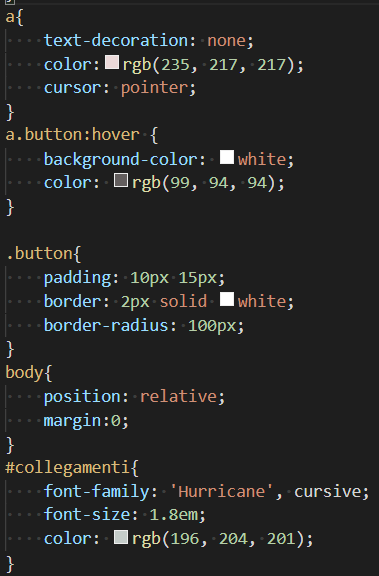 a{
    text-decoration: none;
    color: rgb(235, 217, 217);
    cursor: pointer;
}
a.button:hover {
    background-color: white;
    color: rgb(99, 94, 94);
}

.button{
    padding: 10px 15px;
    border: 2px solid white;
    border-radius: 100px;
}
body{
    position: relative;
    margin:0;
}
#collegamenti{
    font-family: 'Hurricane', cursive;
    font-size: 1.8em;
    color: rgb(196, 204, 201);
}